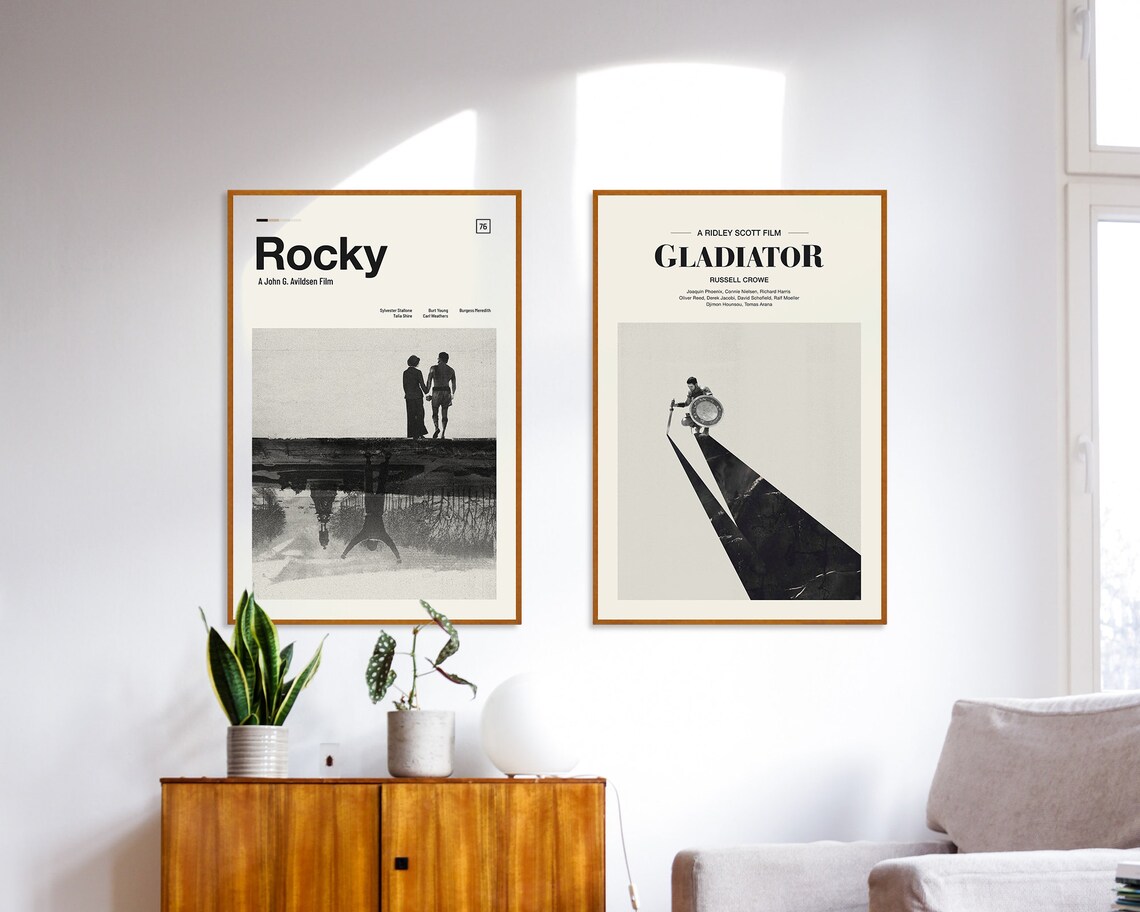 76
Rocky
A John G. Avildsen Film
Sylvester Stallone Burt Young Burgess Meredith
Talia Shire Carl Weathers
A RIDLEY SCOTT FILM
GLADIATOR
RUSSELL CROWE
Joaquin Phoenix, Connie Nielsen, Richard Harris
Oliver Reed, Derek Jacobi, David Schofield, Ralf Moeller
Djimon Hounsou, Tomas Arana